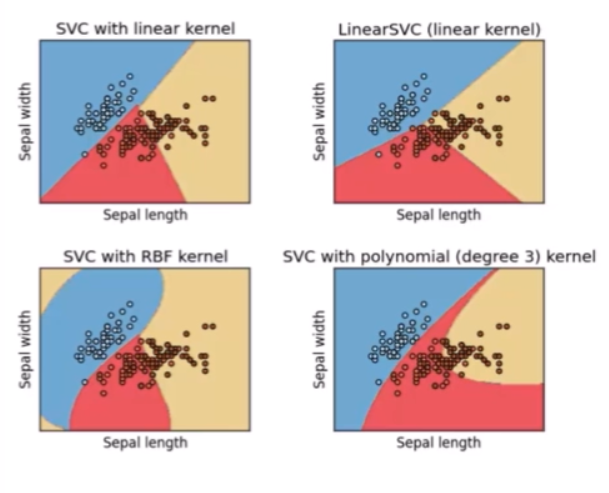 SVC with linear kernel
LinearSVC (linear kernel)
Sepal width
Sepal width
Sepal length
Sepal length
SVC with RBF kernel
SVC with polynomial (degree 3) kernel
Sepal width
Sepal width
Sepal length
Sepal length